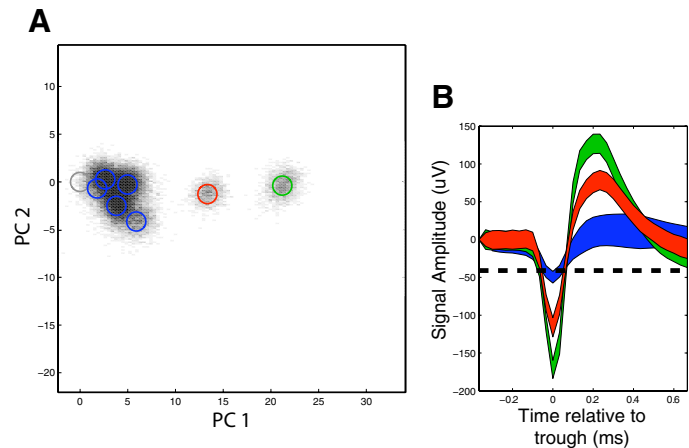 A
10
5
0
−5
−10
−15
−20
PC 2
0 5 10 15 20 25 30
PC 1
B
150
100
50
0
−50
−100
−150
−200
Signal Amplitude (uV)
−0.2 0 0.2 0.4 0.6
Time relative to
trough (ms)